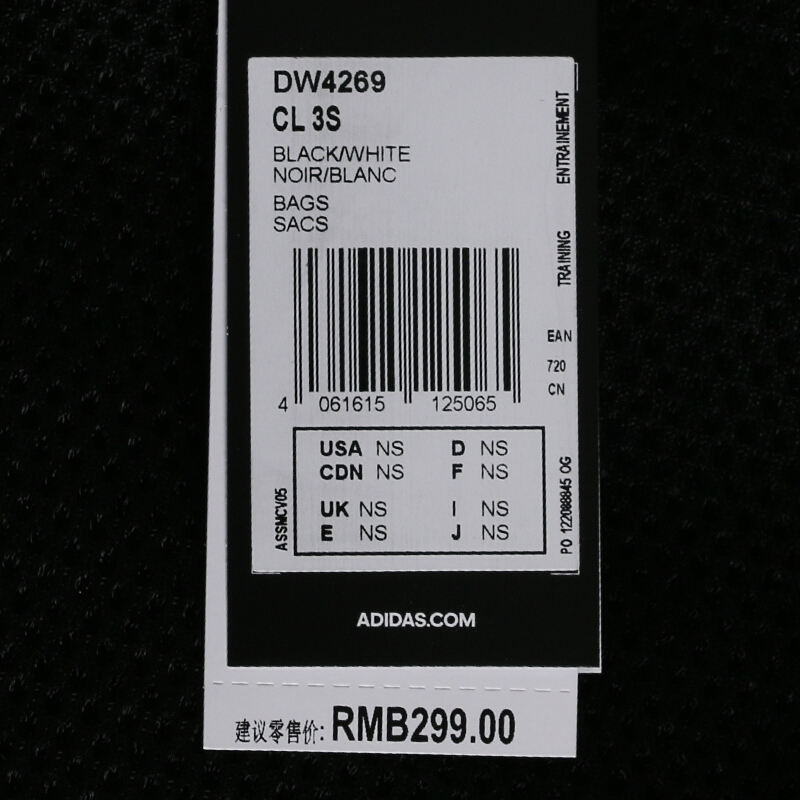 DW4269
CL 3S
BLACK/WHITE
NOIR/BLANC
BAGS
SACS
TRAINING ENTRAINEMENT
EAN
720
CN
4 061615 125065
USA NS D NS
CDN NS F NS
UK NS I NS
E NS J NS
ASSMCV05
PO 122088845 OG
ADIDAS.COM
建议零售价: RMB299.00